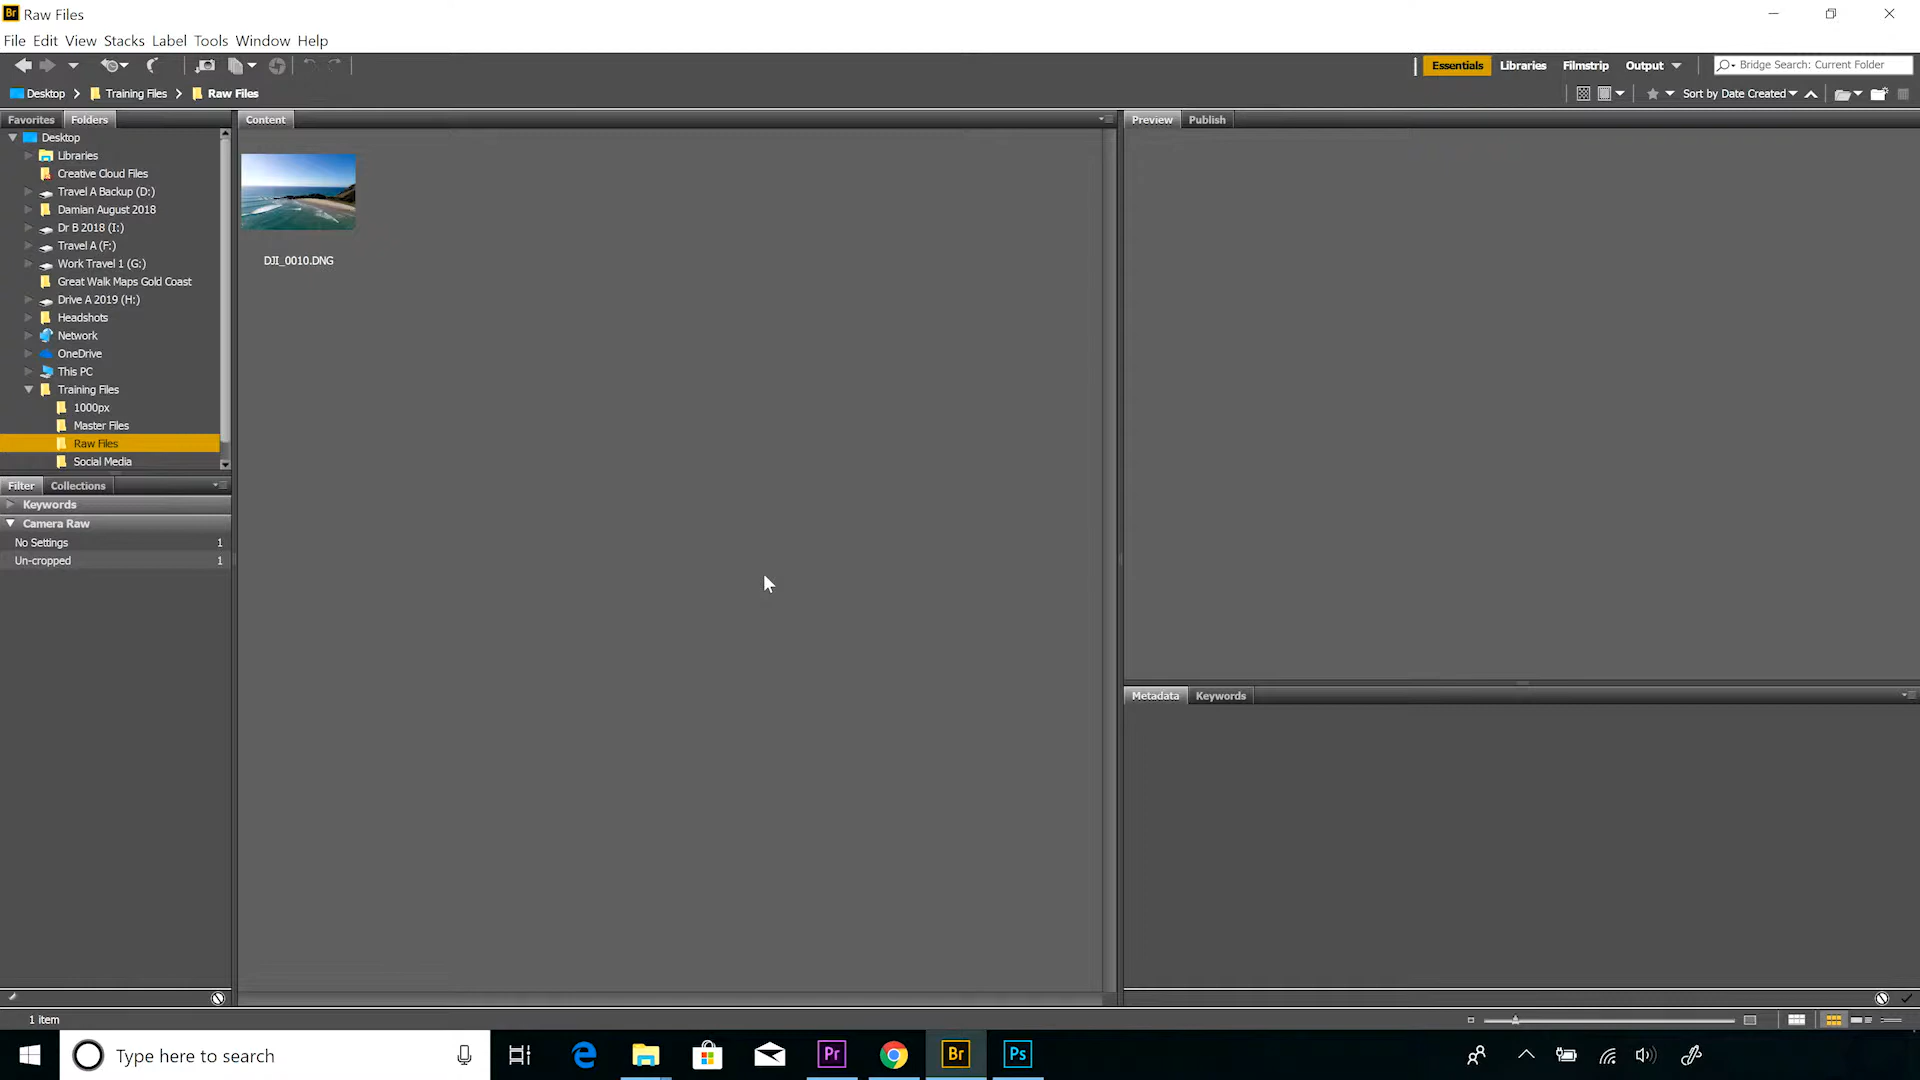 Br Raw Files
File Edit View Stacks Label Tools Window Help
Essentials Libraries Filmstrip Output Bridge Search: Current Folder
Desktop Training Files Raw Files Sort by Date Created
Favorites Folders
Desktop
Libraries
Creative Cloud Files
Travel A Backup (D:)
Damian August 2018
Dr B 2018 (I:)
Travel A (F:)
Work Travel 1 (G:)
Great Walk Maps Gold Coast
Drive A 2019 (H:)
Headshots
Network
OneDrive
This PC
Training Files
1000px
Master Files
Raw Files
Social Media
Filter Collections
Keywords
Camera Raw
No Settings 1
Un-cropped 1
Content
DJI_0010.DNG
Preview Publish
Metadata Keywords
1 item
Type here to search
Pr
Br
Ps